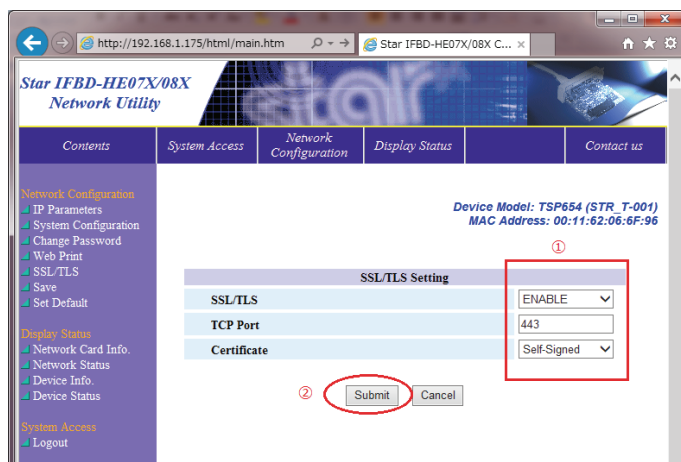 http://192.168.1.175/html/main.htm
Star IFBD-HE07X/08X C...
Star IFBD-HE07X/08X
Network Utility
star
Contents
System Access
Network
Configuration
Display Status
Contact us
Network Configuration
IP Parameters
System Configuration
Change Password
Web Print
SSL/TLS
Save
Set Default
Display Status
Network Card Info.
Network Status
Device Info.
Device Status
System Access
Logout
Device Model: TSP654 (STR_T-001)
MAC Address: 00:11:62:06:6F:96
①
SSL/TLS Setting
SSL/TLS ENABLE
TCP Port 443
Certificate Self-Signed
② Submit Cancel